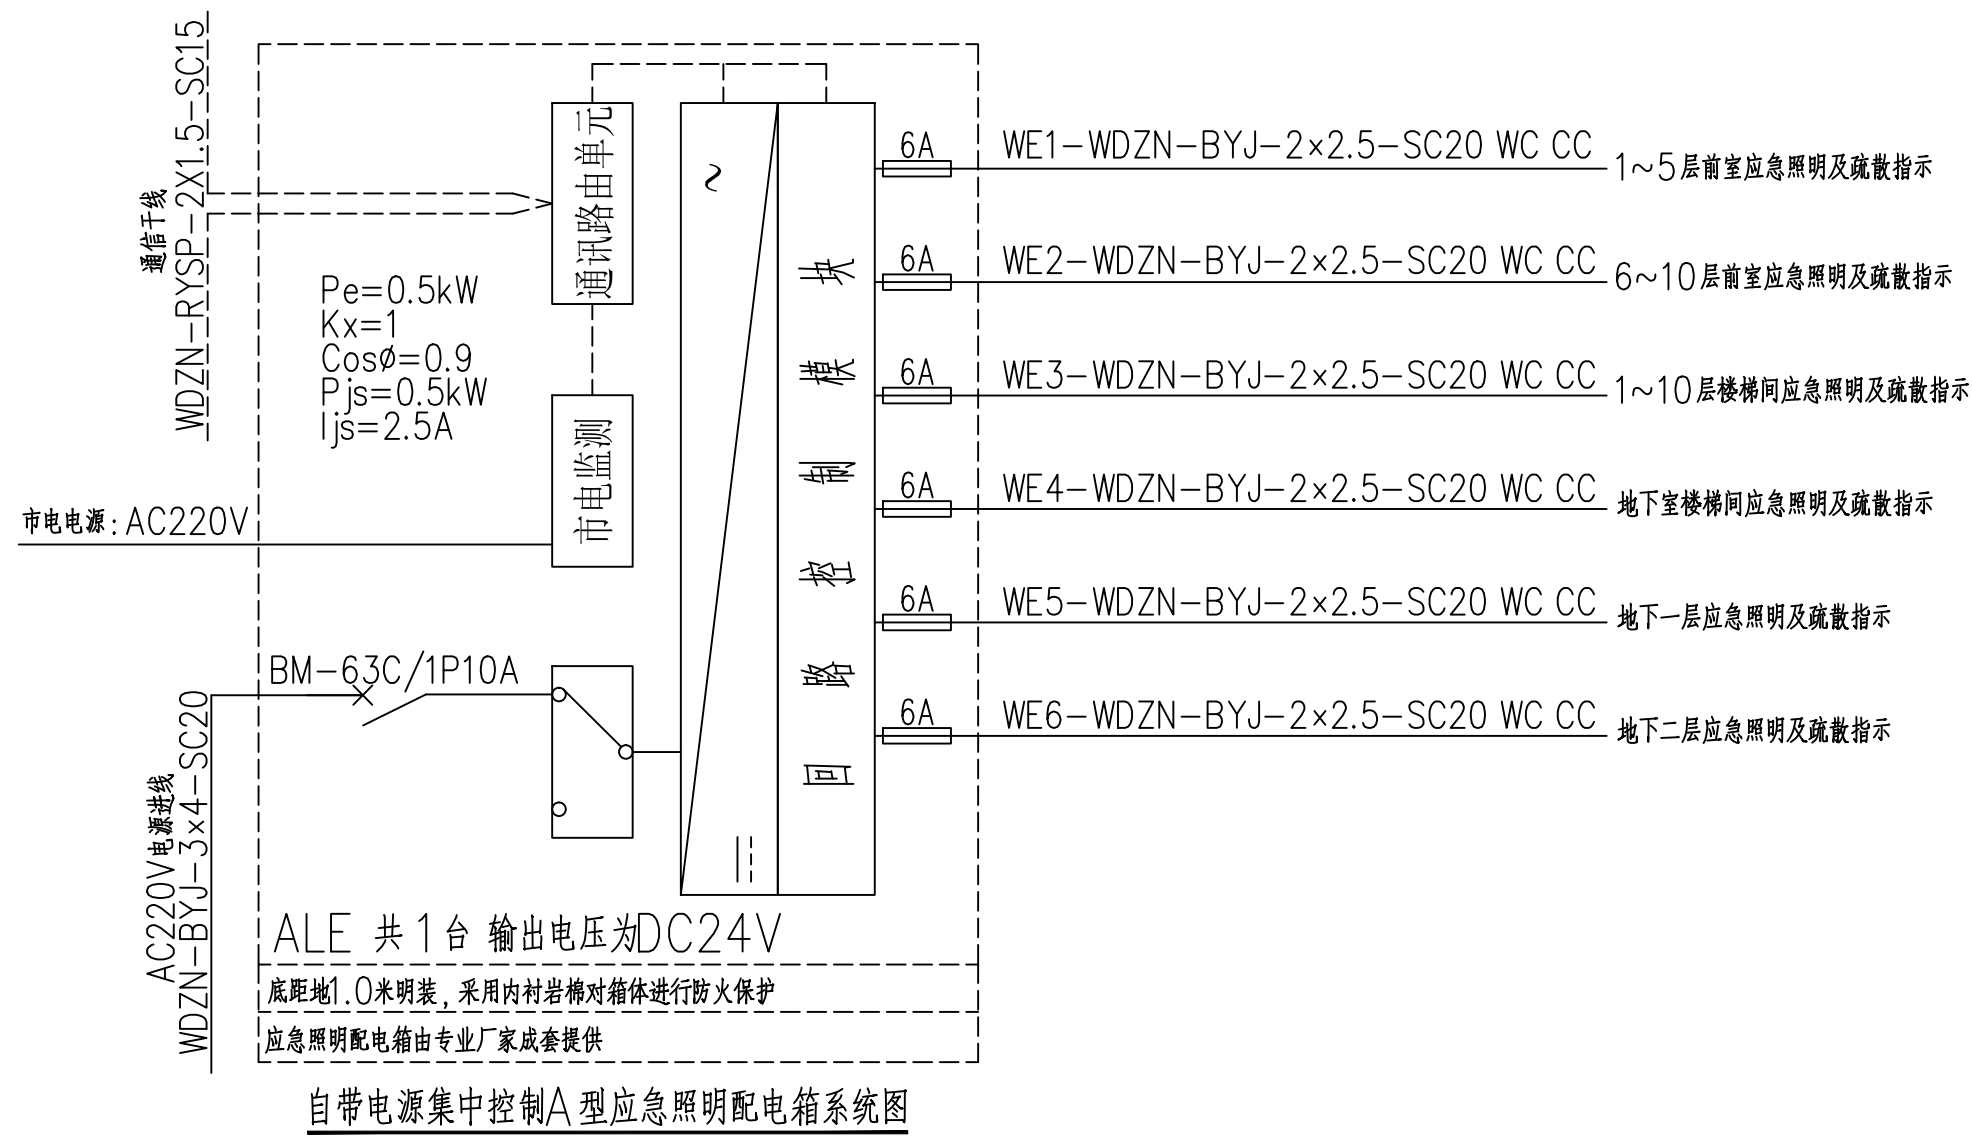 通信干线
WDZN-RYSP-2X1.5-SC15
通讯路由单元
Pe=0.5kW
Kx=1
Cosø=0.9
Pjs=0.5kW
Ijs=2.5A
市电监测
市电电源:AC220V
BM-63C/1P10A
AC220V电源进线
WDZN-BYJ-3x4-SC20
~
回路控制模块
6A WE1-WDZN-BYJ-2×2.5-SC20 WC CC 1~5层前室应急照明及疏散指示
6A WE2-WDZN-BYJ-2×2.5-SC20 WC CC 6~10层前室应急照明及疏散指示
6A WE3-WDZN-BYJ-2×2.5-SC20 WC CC 1~10层楼梯间应急照明及疏散指示
6A WE4-WDZN-BYJ-2×2.5-SC20 WC CC 地下室楼梯间应急照明及疏散指示
6A WE5-WDZN-BYJ-2×2.5-SC20 WC CC 地下一层应急照明及疏散指示
6A WE6-WDZN-BYJ-2×2.5-SC20 WC CC 地下二层应急照明及疏散指示
ALE 共1台 输出电压为DC24V
底距地1.0米明装,采用内衬岩棉对箱体进行防火保护
应急照明配电箱由专业厂家成套提供
自带电源集中控制A型应急照明配电箱系统图